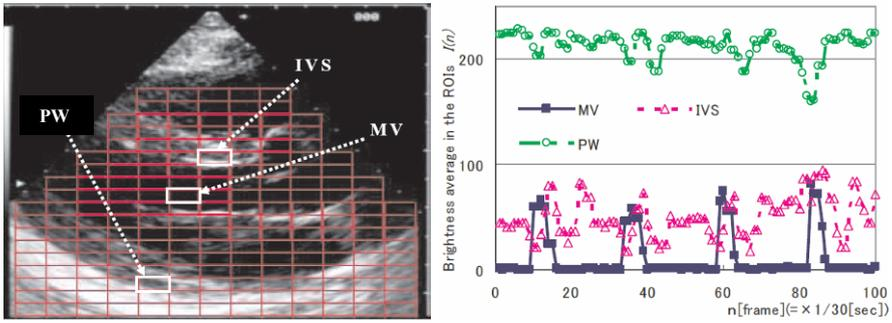 IVS
PW
MV
Brightness average in the ROIs I(n)
200
100
0
MV
IVS
PW
0 20 40 60 80 100
n[frame](=×1/30[sec])